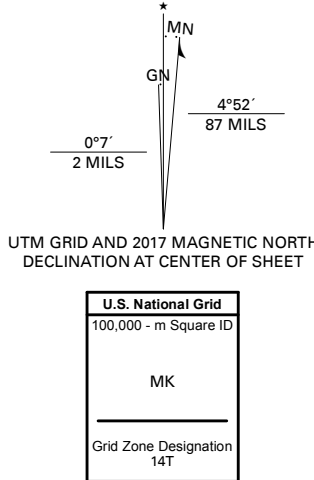 ★
MN
GN
4°52´
87 MILS
0°7´
2 MILS
UTM GRID AND 2017 MAGNETIC NORTH
DECLINATION AT CENTER OF SHEET
U.S. National Grid
100,000 - m Square ID
MK
Grid Zone Designation
14T